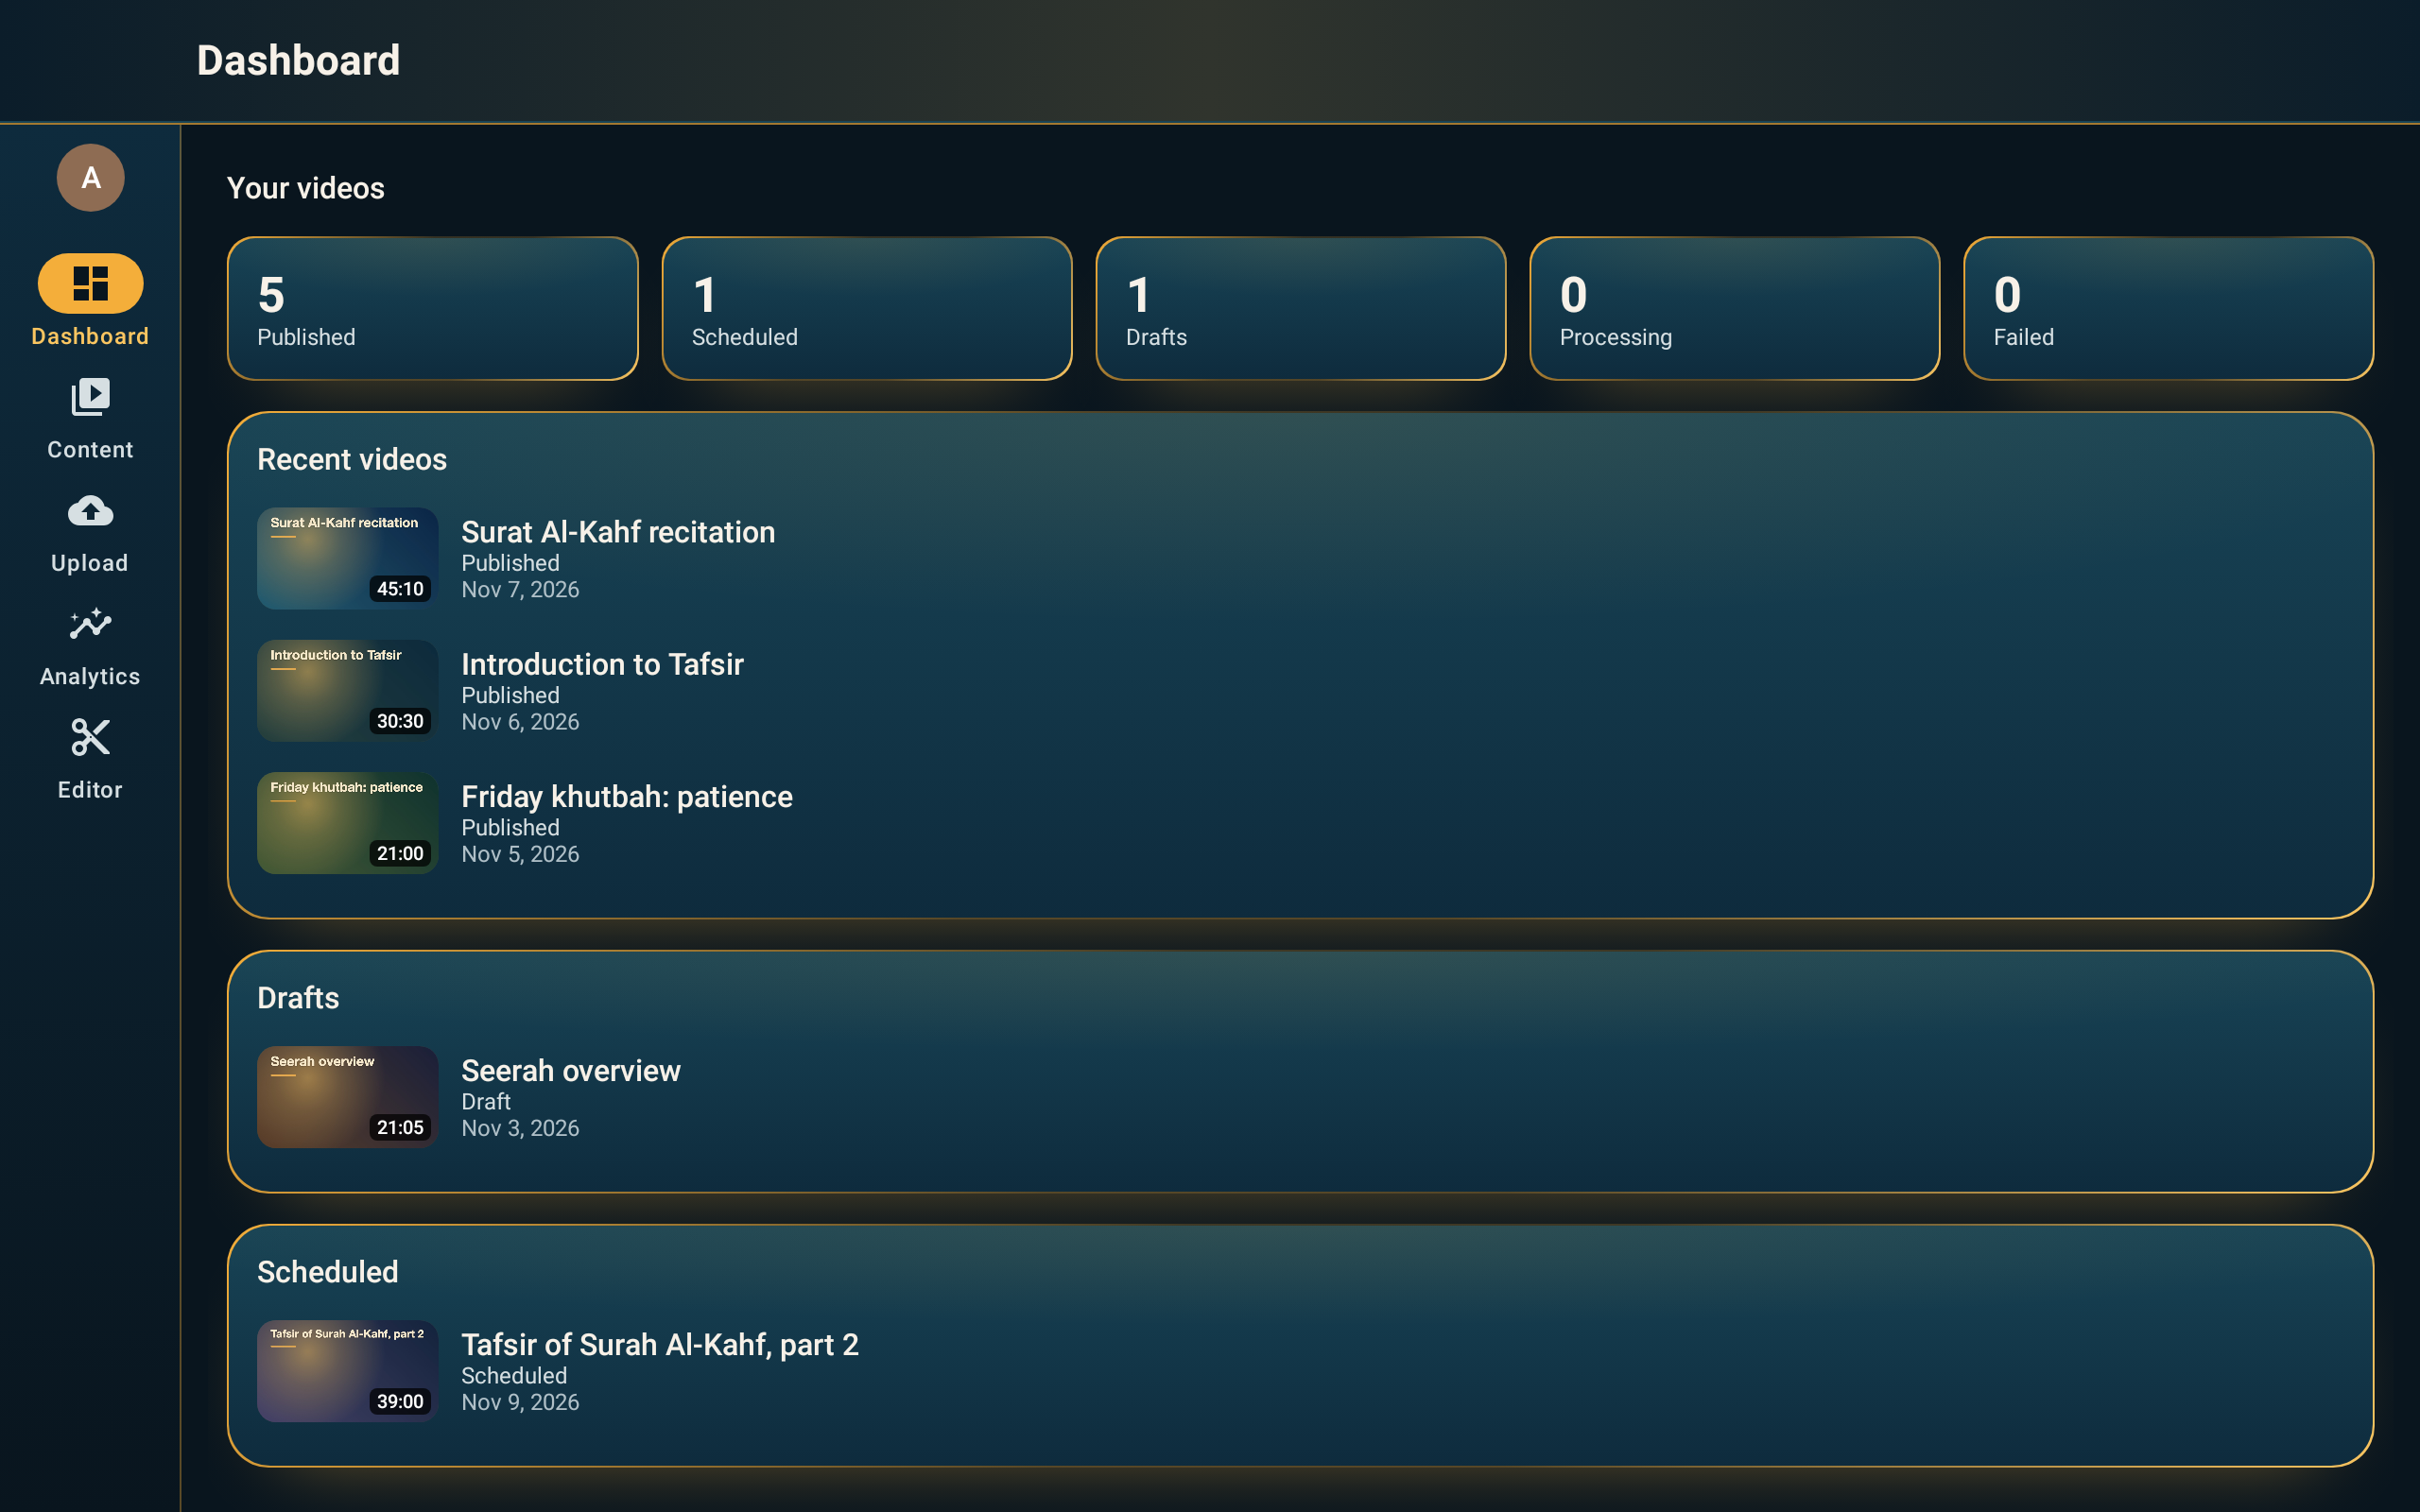 Dashboard
A
Dashboard
Content
Upload
Analytics
Editor
Your videos
5
Published
1
Scheduled
1
Drafts
0
Processing
0
Failed
Recent videos
Surat Al-Kahf recitation
45:10
Surat Al-Kahf recitation
Published
Nov 7, 2026
Introduction to Tafsir
30:30
Introduction to Tafsir
Published
Nov 6, 2026
Friday khutbah: patience
21:00
Friday khutbah: patience
Published
Nov 5, 2026
Drafts
Seerah overview
21:05
Seerah overview
Draft
Nov 3, 2026
Scheduled
Tafsir of Surah Al-Kahf, part 2
39:00
Tafsir of Surah Al-Kahf, part 2
Scheduled
Nov 9, 2026